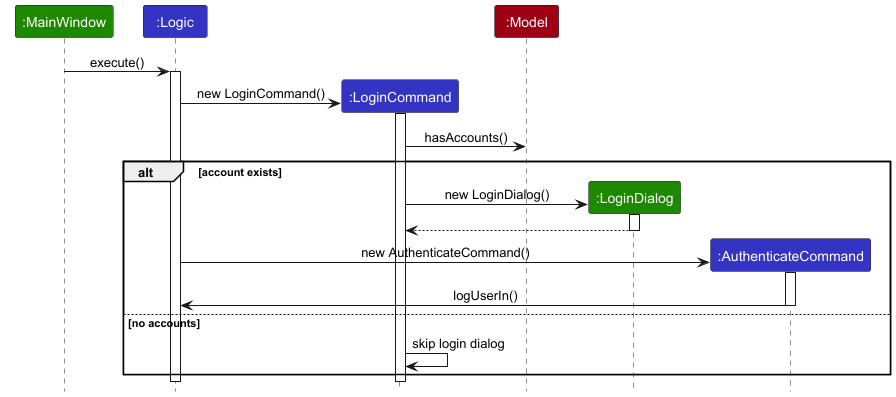 :MainWindow
:Logic
:Model
execute()
new LoginCommand()
:LoginCommand
hasAccounts()
alt
[account exists]
new LoginDialog()
:LoginDialog
new AuthenticateCommand()
:AuthenticateCommand
logUserIn()
[no accounts]
skip login dialog